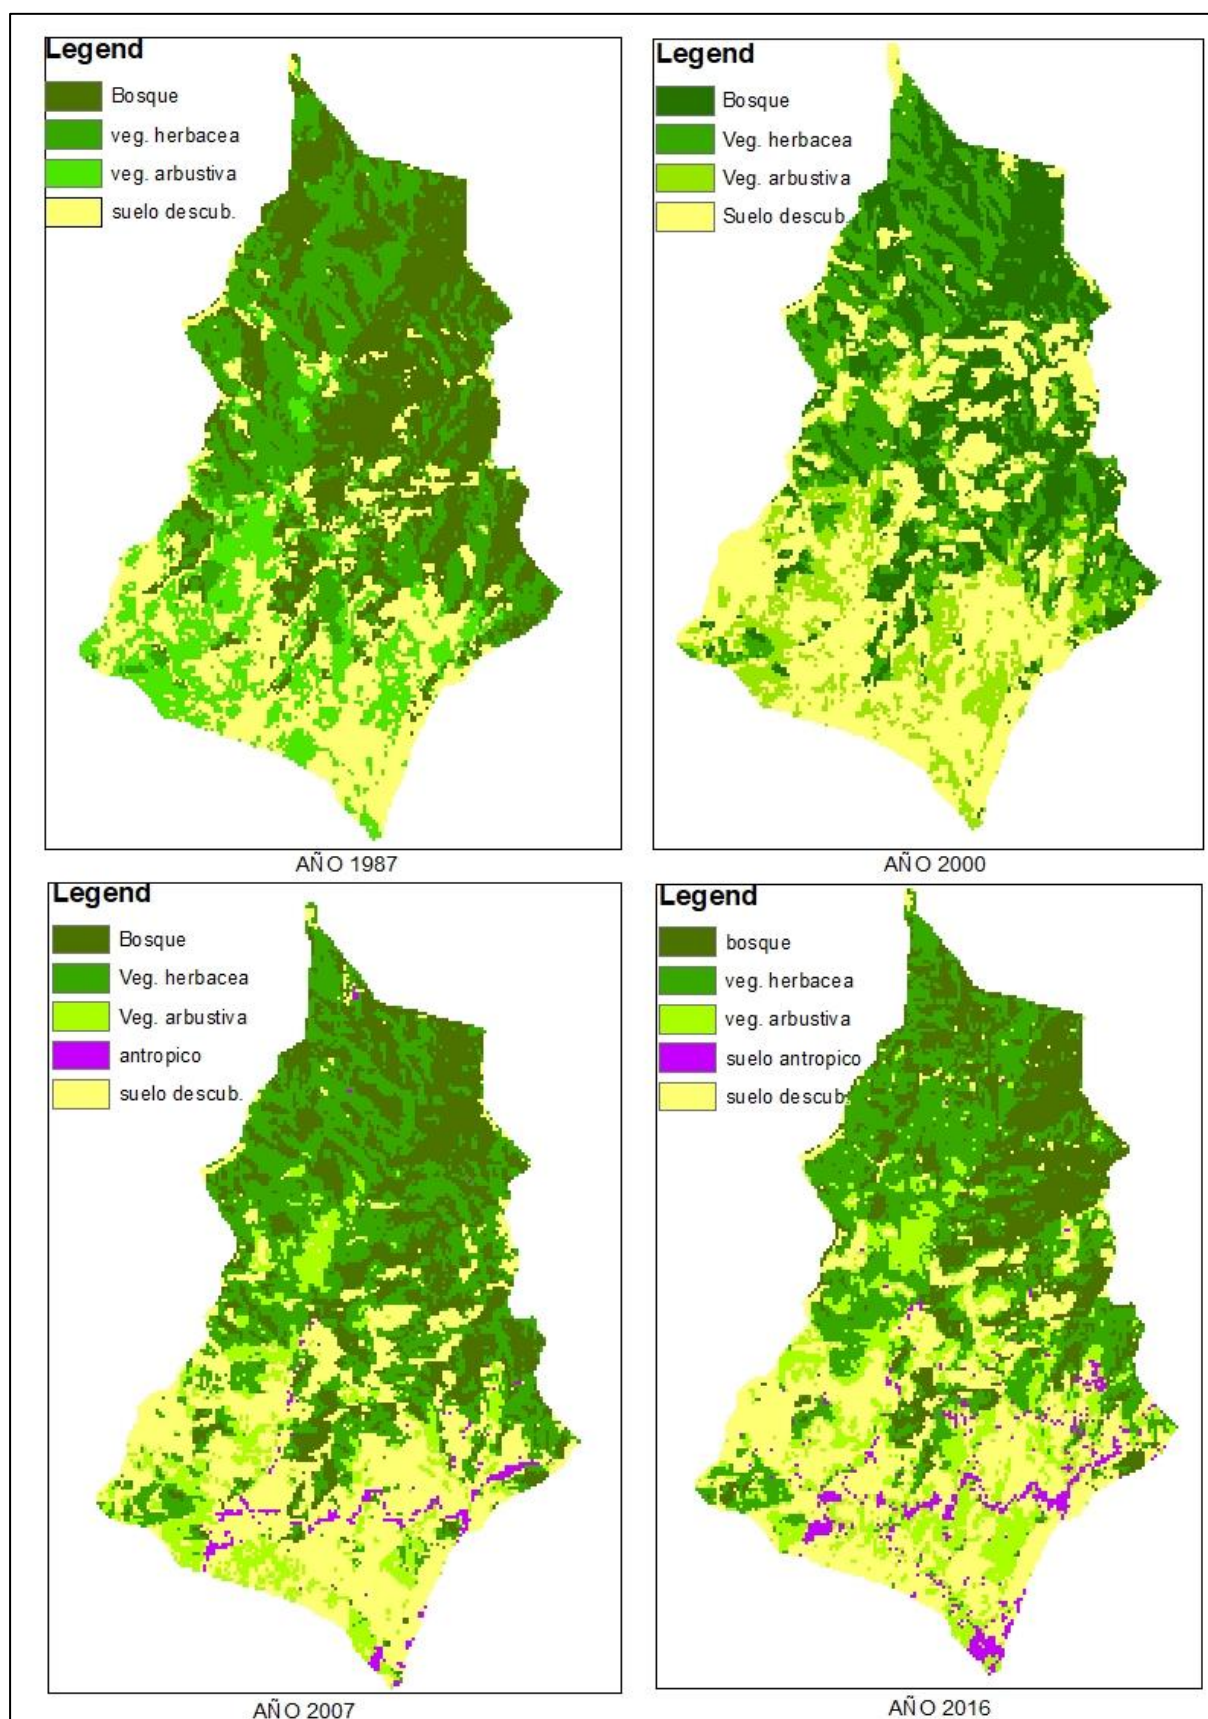 Legend
Bosque
veg. herbacea
veg. arbustiva
suelo descub.
AÑO 1987
Legend
Bosque
Veg. herbacea
Veg. arbustiva
Suelo descub.
AÑO 2000
Legend
Bosque
Veg. herbacea
Veg. arbustiva
antropico
suelo descub.
AÑO 2007
Legend
bosque
veg. herbacea
veg. arbustiva
suelo antropico
suelo descub.
AÑO 2016